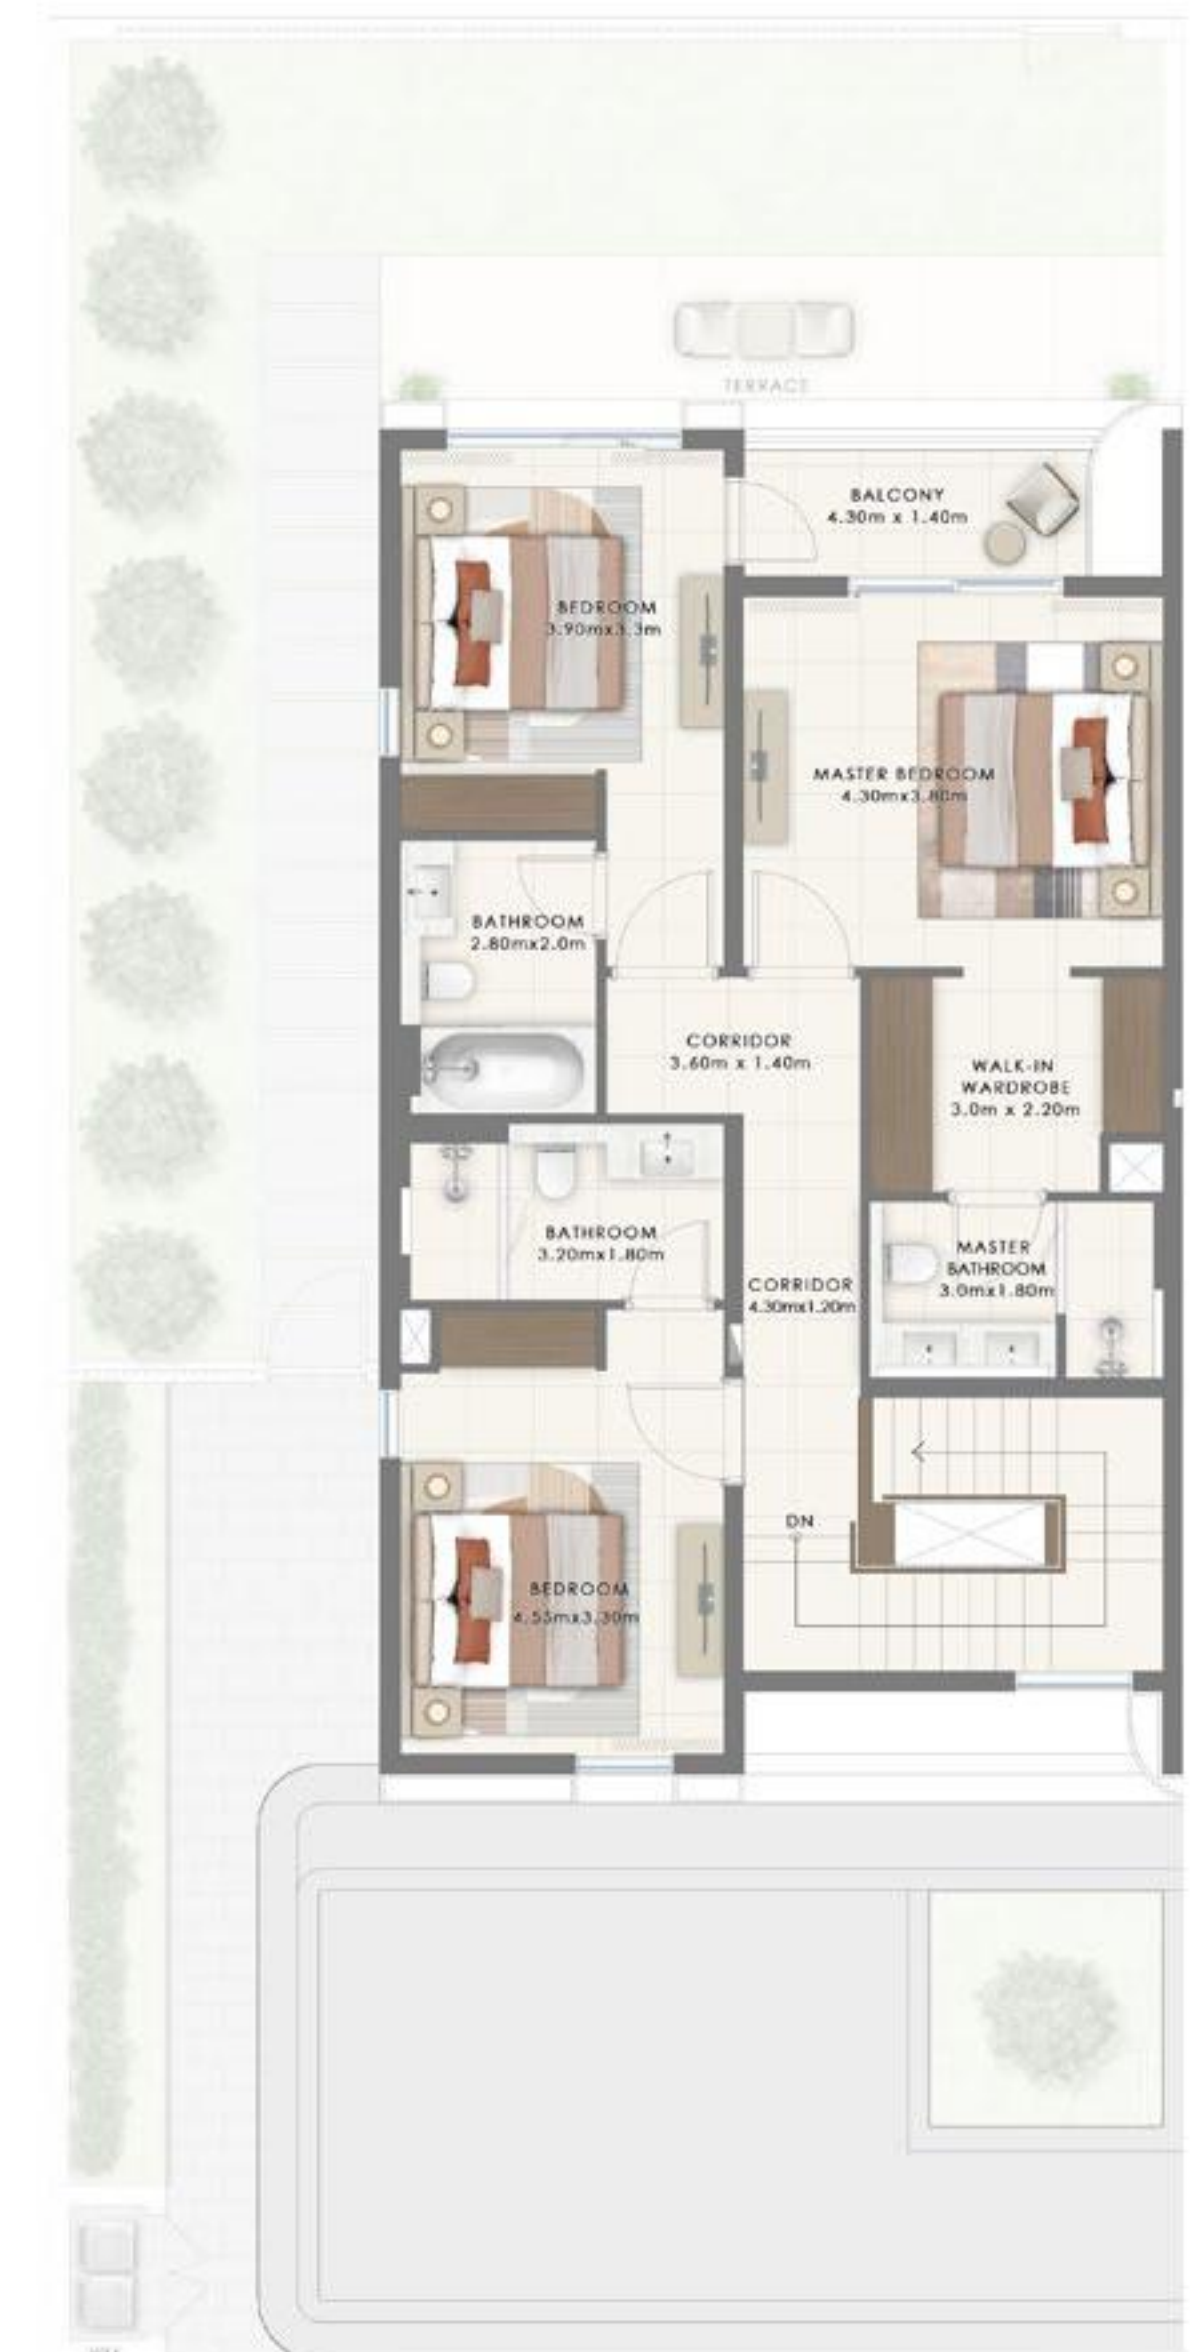 TERRACE
BALCONY
4.30m x 1.40m
BEDROOM
3.90mx3.3m
MASTER BEDROOM
4.30mx3.80m
BATHROOM
2.80mx2.0m
CORRIDOR
3.60m x 1.40m
WALK-IN
WARDROBE
3.0m x 2.20m
BATHROOM
3.20mx1.80m
MASTER
BATHROOM
3.0mx1.80m
CORRIDOR
4.30mx1.20m
DN
BEDROOM
4.55mx3.30m